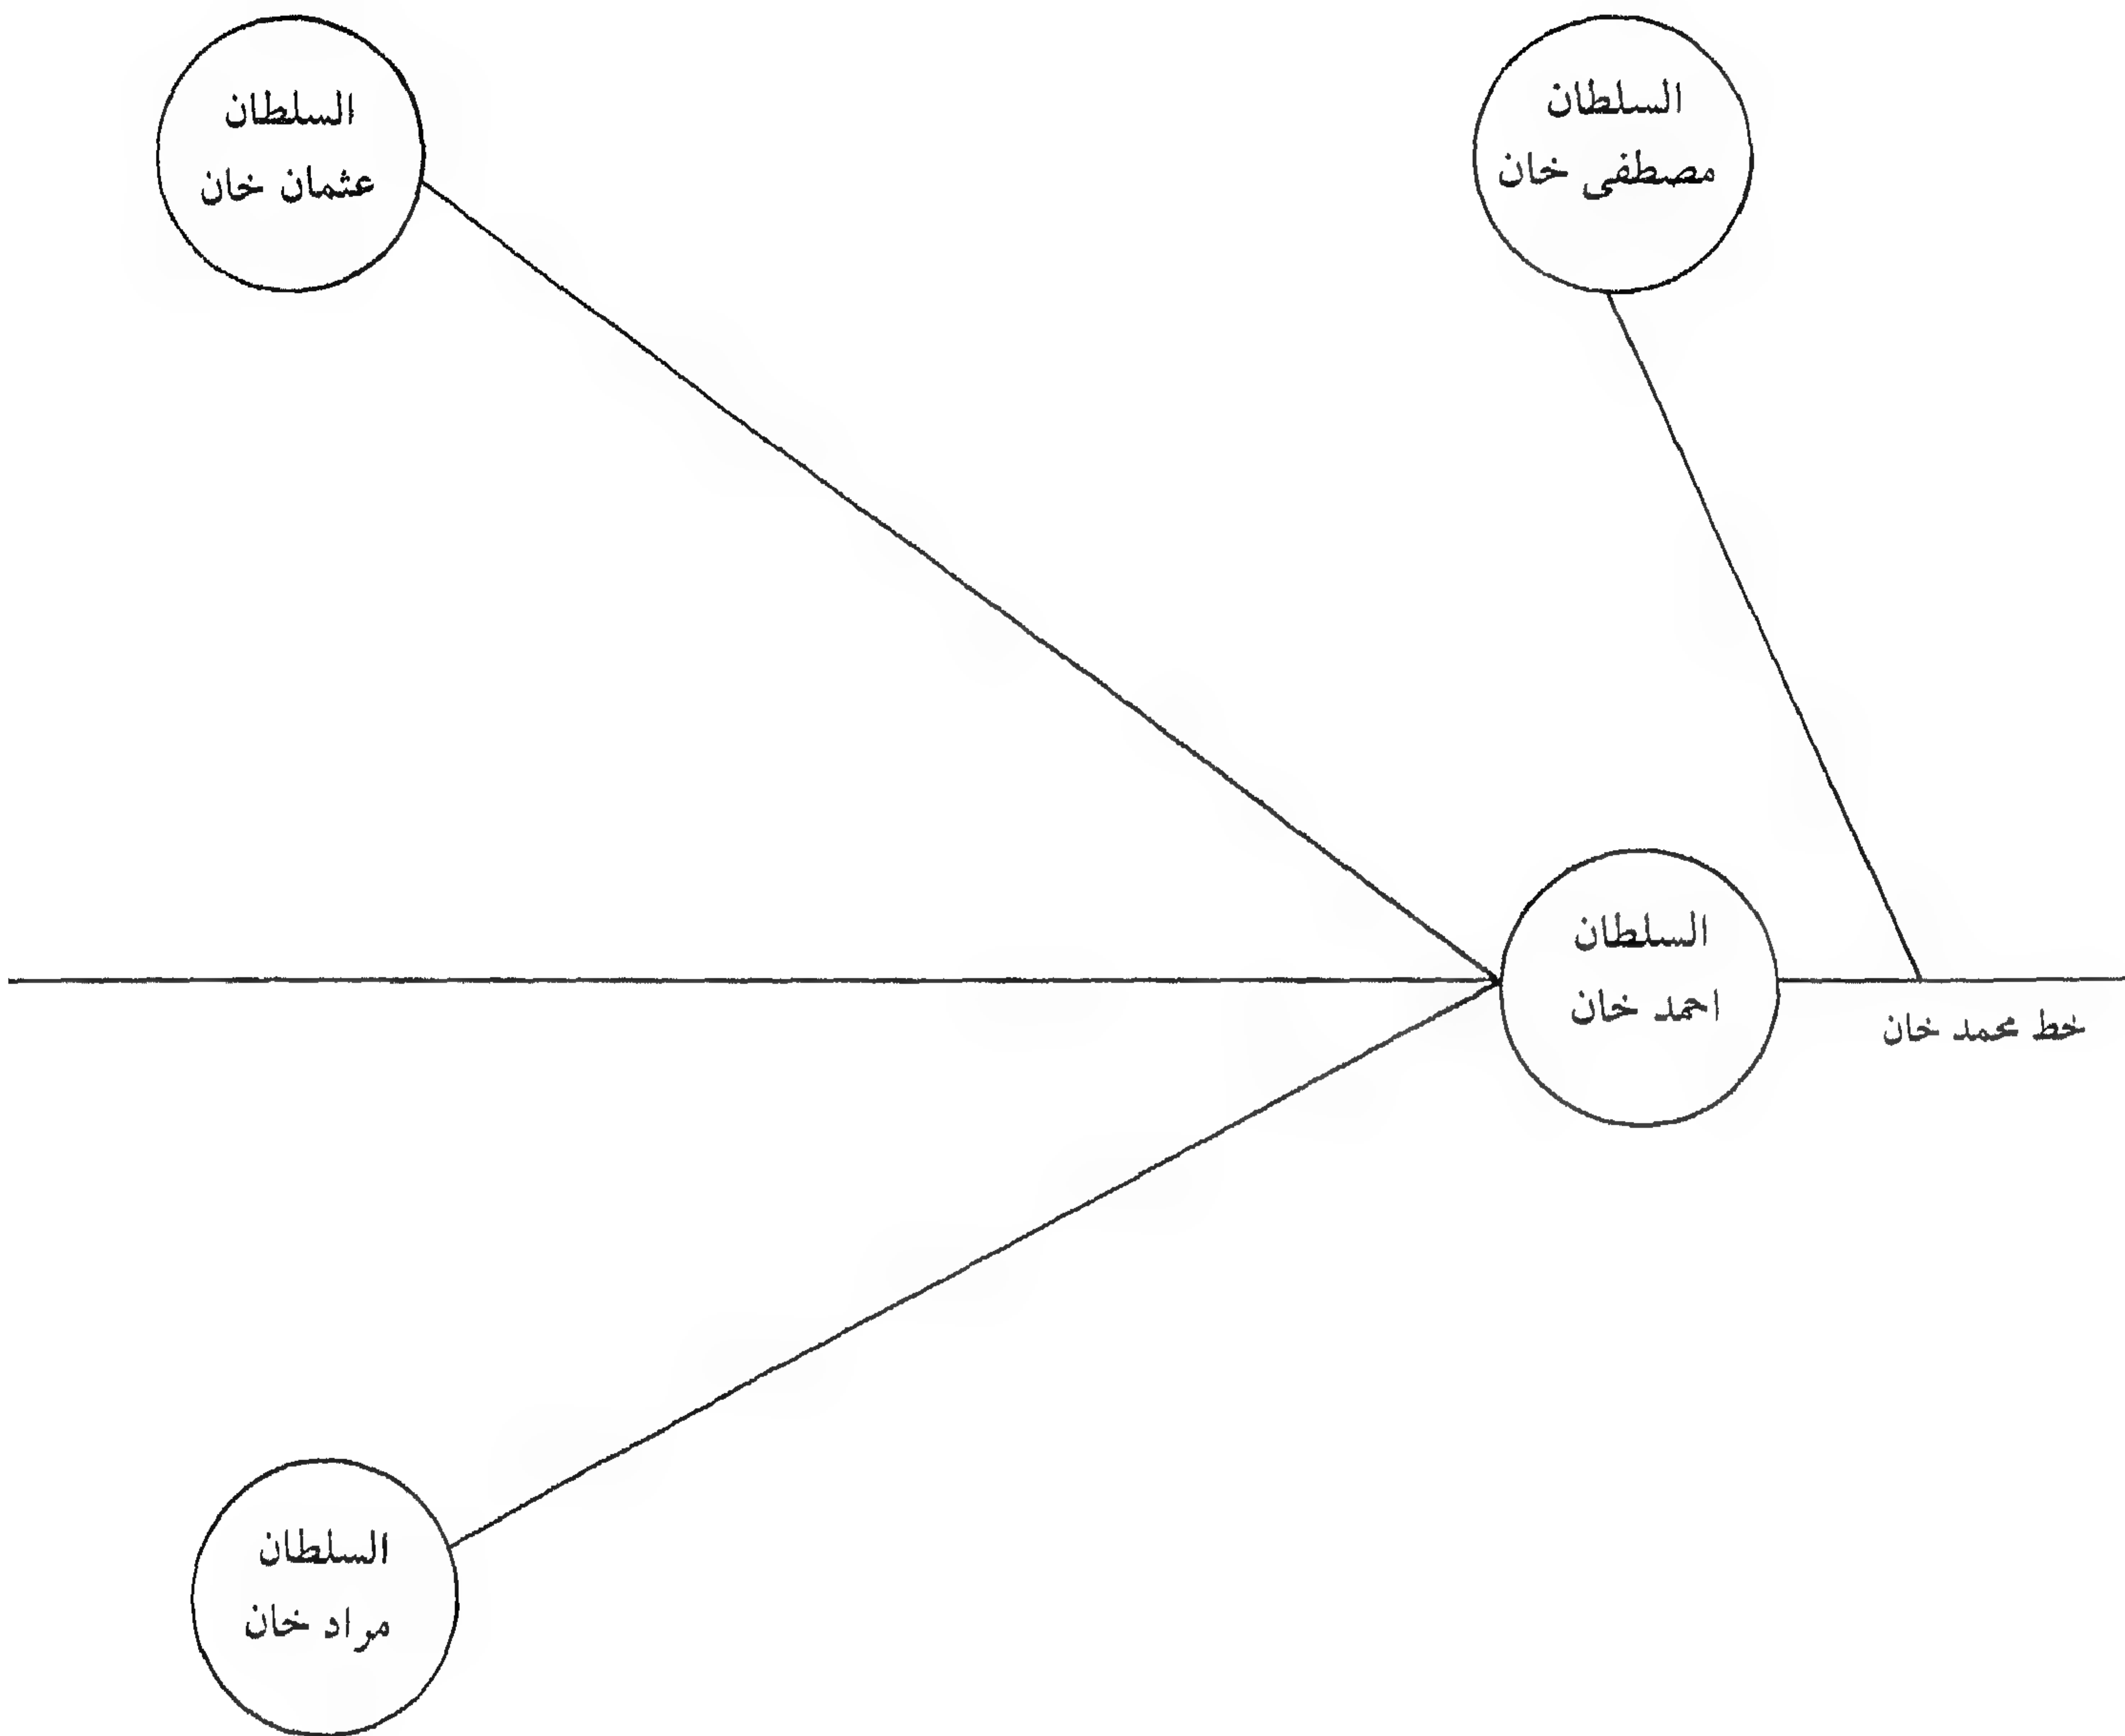 السلطان
مصطفى خان
السلطان
عثمان خان
السلطان
احمد خان
خط محمد خان
السلطان
مراد خان